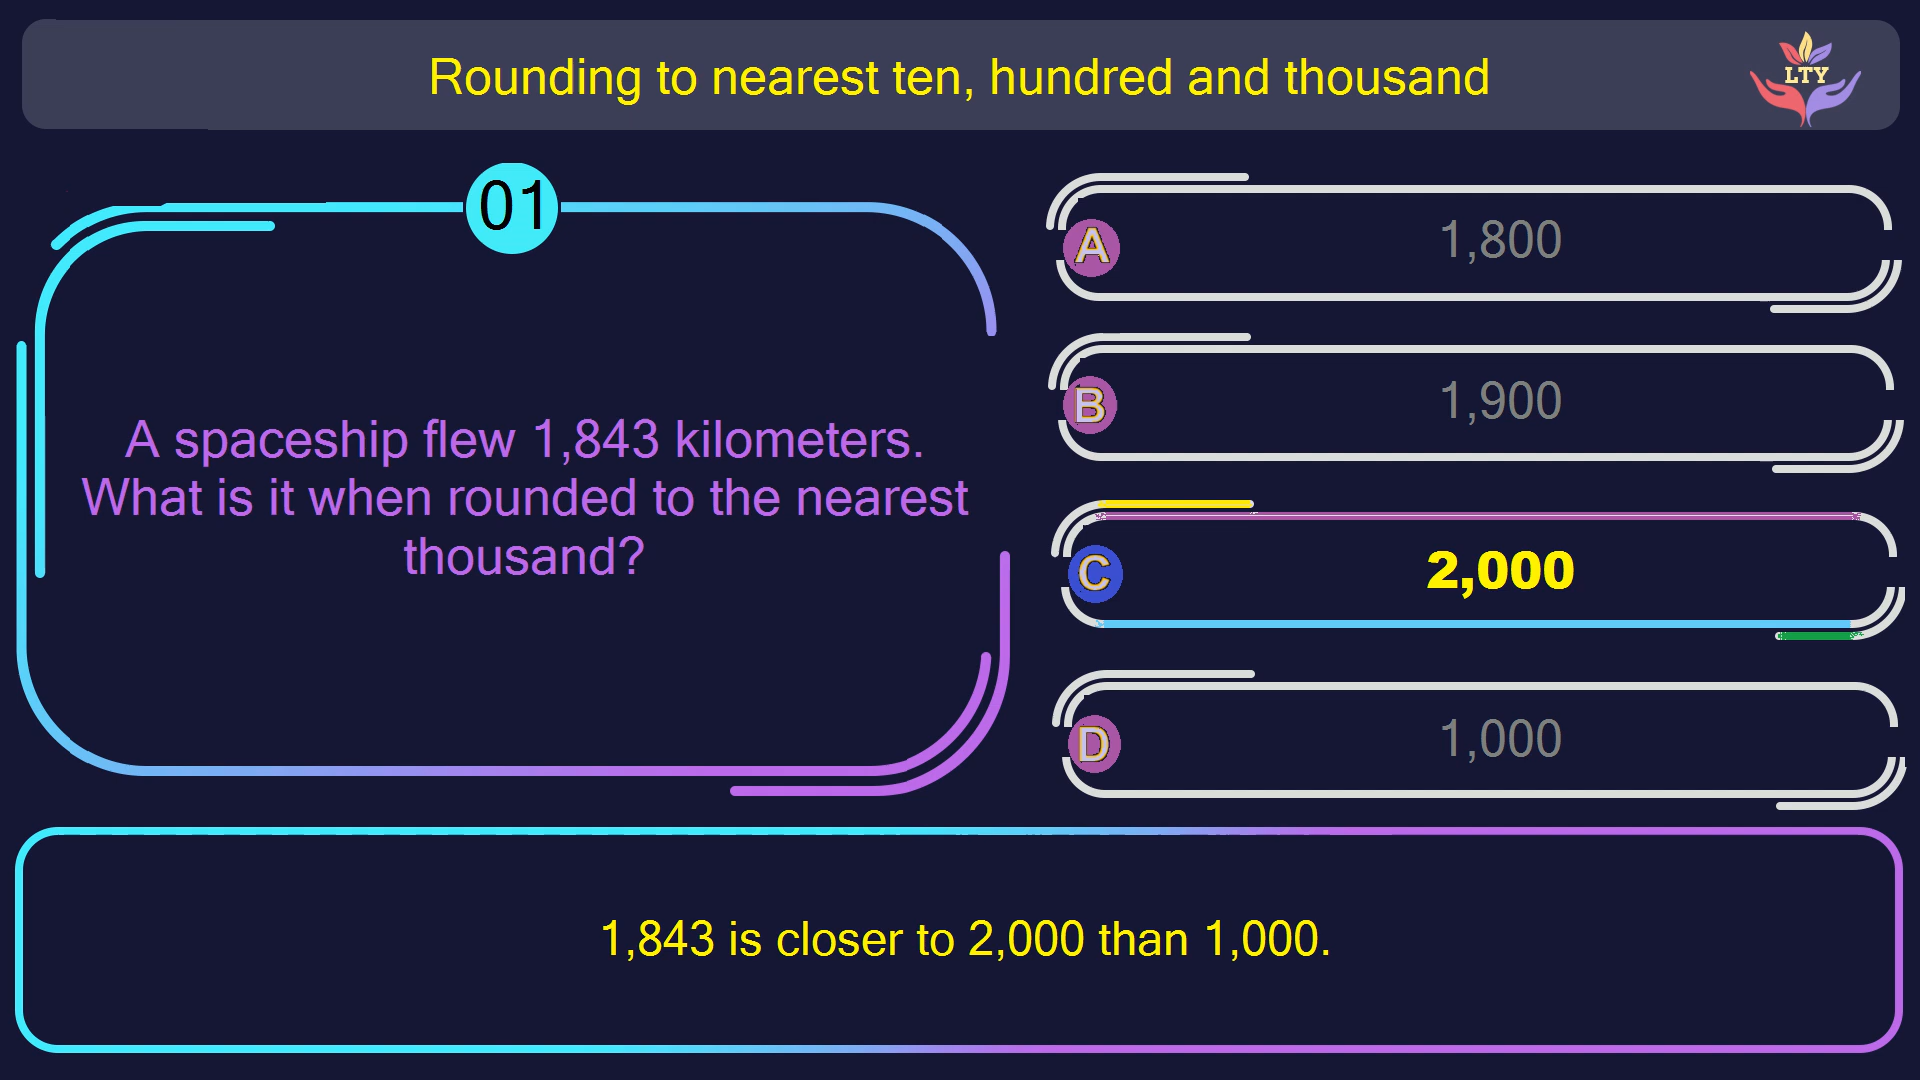 Rounding to nearest ten, hundred and thousand
LTY
01
A spaceship flew 1,843 kilometers.
What is it when rounded to the nearest
thousand?
A 1,800
B 1,900
C 2,000
D 1,000
1,843 is closer to 2,000 than 1,000.